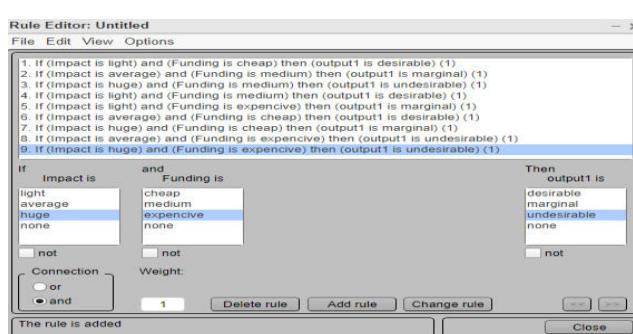 Rule Editor: Untitled
File Edit View Options
1. If (Impact is light) and (Funding is cheap) then (output1 is desirable) (1)
2. If (Impact is average) and (Funding is medium) then (output1 is marginal) (1)
3. If (Impact is huge) and (Funding is medium) then (output1 is undesirable) (1)
4. If (Impact is light) and (Funding is medium) then (output1 is desirable) (1)
5. If (Impact is light) and (Funding is expencive) then (output1 is marginal) (1)
6. If (Impact is average) and (Funding is cheap) then (output1 is desirable) (1)
7. If (Impact is huge) and (Funding is cheap) then (output1 is marginal) (1)
8. If (Impact is average) and (Funding is expencive) then (output1 is undesirable) (1)
9. If (Impact is huge) and (Funding is expencive) then (output1 is undesirable) (1)
If and Then
Impact is Funding is output1 is
light cheap desirable
average medium marginal
huge expencive undesirable
none none none
not not not
Connection Weight:
or
and 1 Delete rule Add rule Change rule << >>
The rule is added Close